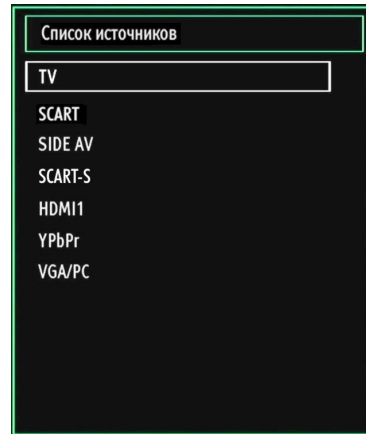 Список источников
TV
SCART
SIDE AV
SCART-S
HDMI1
YPbPr
VGA/PC